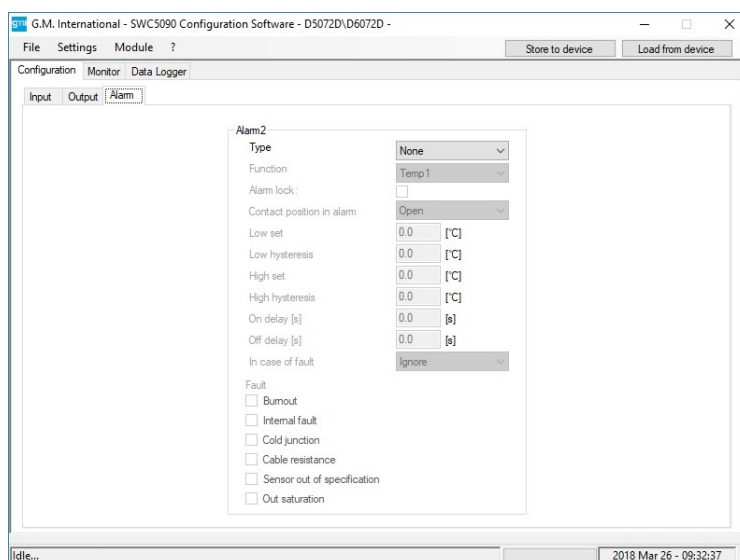 gmi G.M. International - SWC5090 Configuration Software - D5072D\D6072D -
File Settings Module ? Store to device Load from device
Configuration Monitor Data Logger
Input Output Alarm
Alarm2
Type None
Function Temp1
Alarm lock:
Contact position in alarm Open
Low set 0.0 [°C]
Low hysteresis 0.0 [°C]
High set 0.0 [°C]
High hysteresis 0.0 [°C]
On delay [s] 0.0 [s]
Off delay [s] 0.0 [s]
In case of fault Ignore
Fault
Burnout
Internal fault
Cold junction
Cable resistance
Sensor out of specification
Out saturation
Idle... 2018 Mar 26 - 09:32:37